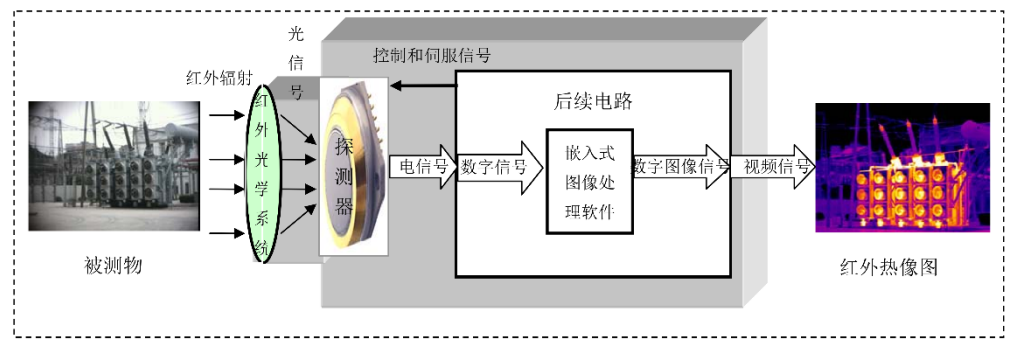 光信号
控制和伺服信号
红外辐射
红外光学系统
探测器
后续电路
电信号
数字信号
嵌入式
图像处
理软件
数字图像信号
视频信号
被测物
红外热像图